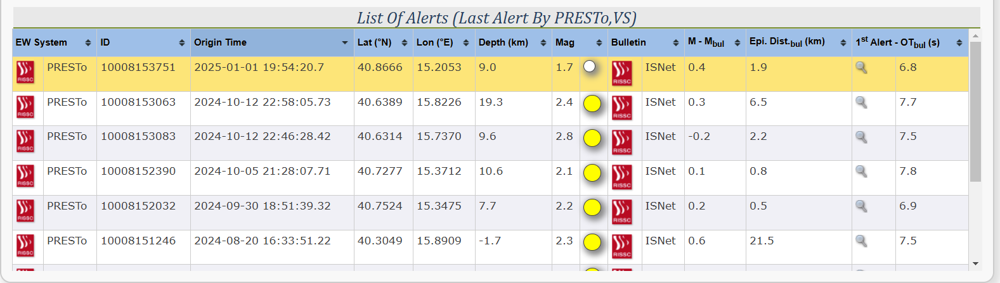 List Of Alerts (Last Alert By PRESTo,VS)
EW System ID Origin Time Lat (°N) Lon (°E) Depth (km) Mag Bulletin M - Mbul Epi. Dist.bul (km) 1st Alert - OTbul (s)
RISSC PRESTo 10008153751 2025-01-01 19:54:20.7 40.8666 15.2053 9.0 1.7 RISSC ISNet 0.4 1.9 6.8
RISSC PRESTo 10008153063 2024-10-12 22:58:05.73 40.6389 15.8226 19.3 2.4 RISSC ISNet 0.3 6.5 7.7
RISSC PRESTo 10008153083 2024-10-12 22:46:28.42 40.6314 15.7370 9.6 2.8 RISSC ISNet -0.2 2.2 7.5
RISSC PRESTo 10008152390 2024-10-05 21:28:07.71 40.7277 15.3712 10.6 2.1 RISSC ISNet 0.1 0.8 7.8
RISSC PRESTo 10008152032 2024-09-30 18:51:39.32 40.7524 15.3475 7.7 2.2 RISSC ISNet 0.2 0.5 6.9
RISSC PRESTo 10008151246 2024-08-20 16:33:51.22 40.3049 15.8909 -1.7 2.3 RISSC ISNet 0.6 21.5 7.5